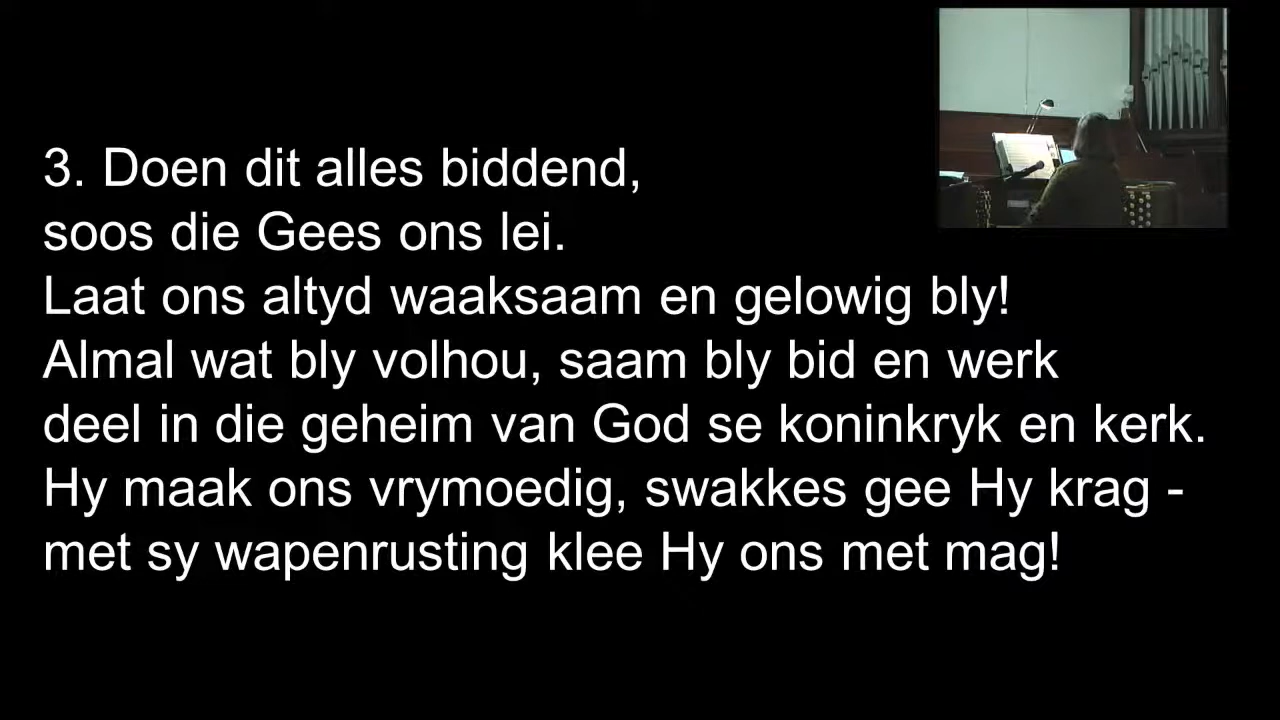 3. Doen dit alles biddend,
soos die Gees ons lei.
Laat ons altyd waaksaam en gelowig bly!
Almal wat bly volhou, saam bly bid en werk
deel in die geheim van God se koninkryk en kerk.
Hy maak ons vrymoedig, swakkes gee Hy krag -
met sy wapenrusting klee Hy ons met mag!